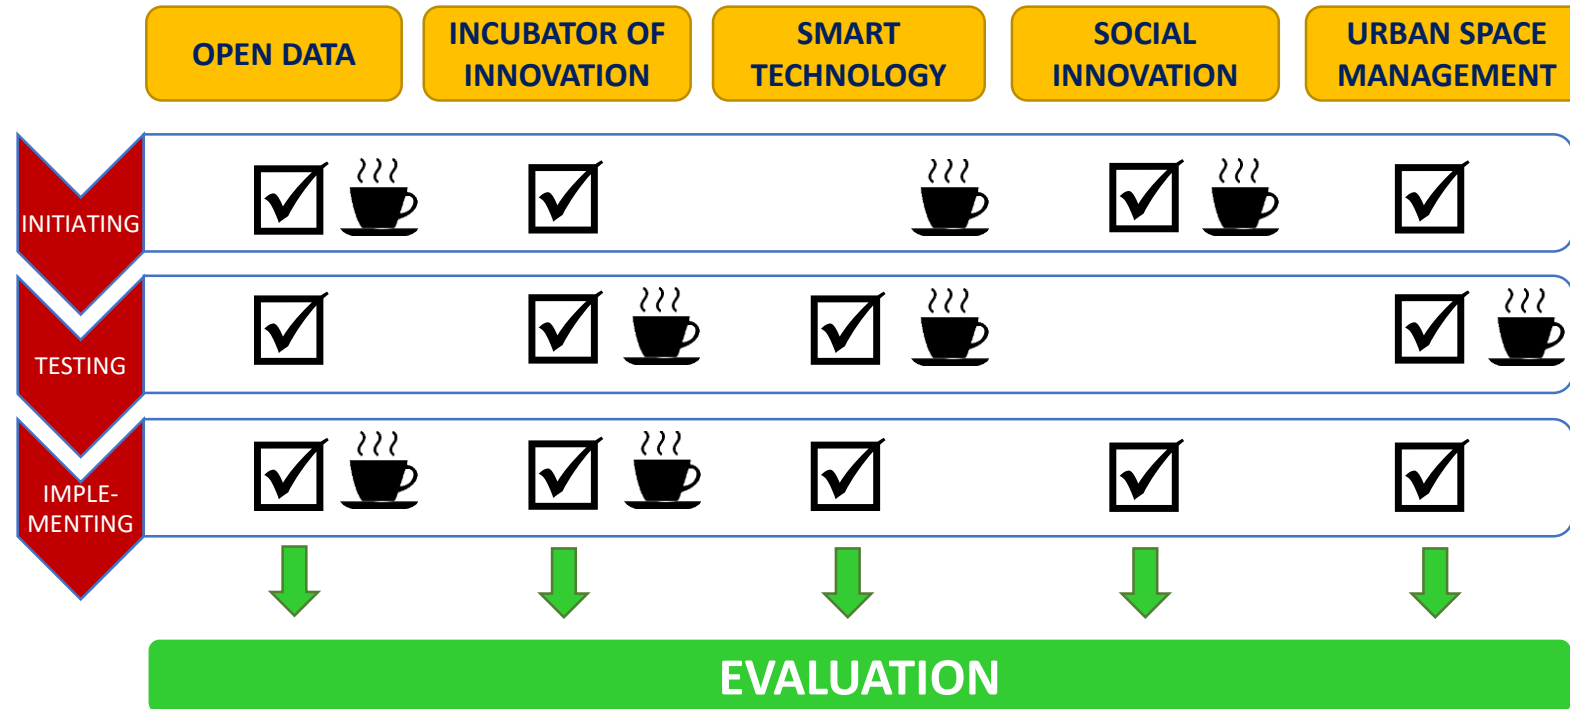 OPEN DATA
INCUBATOR OF
INNOVATION
SMART
TECHNOLOGY
SOCIAL
INNOVATION
URBAN SPACE
MANAGEMENT
INITIATING
TESTING
IMPLE-
MENTING
EVALUATION